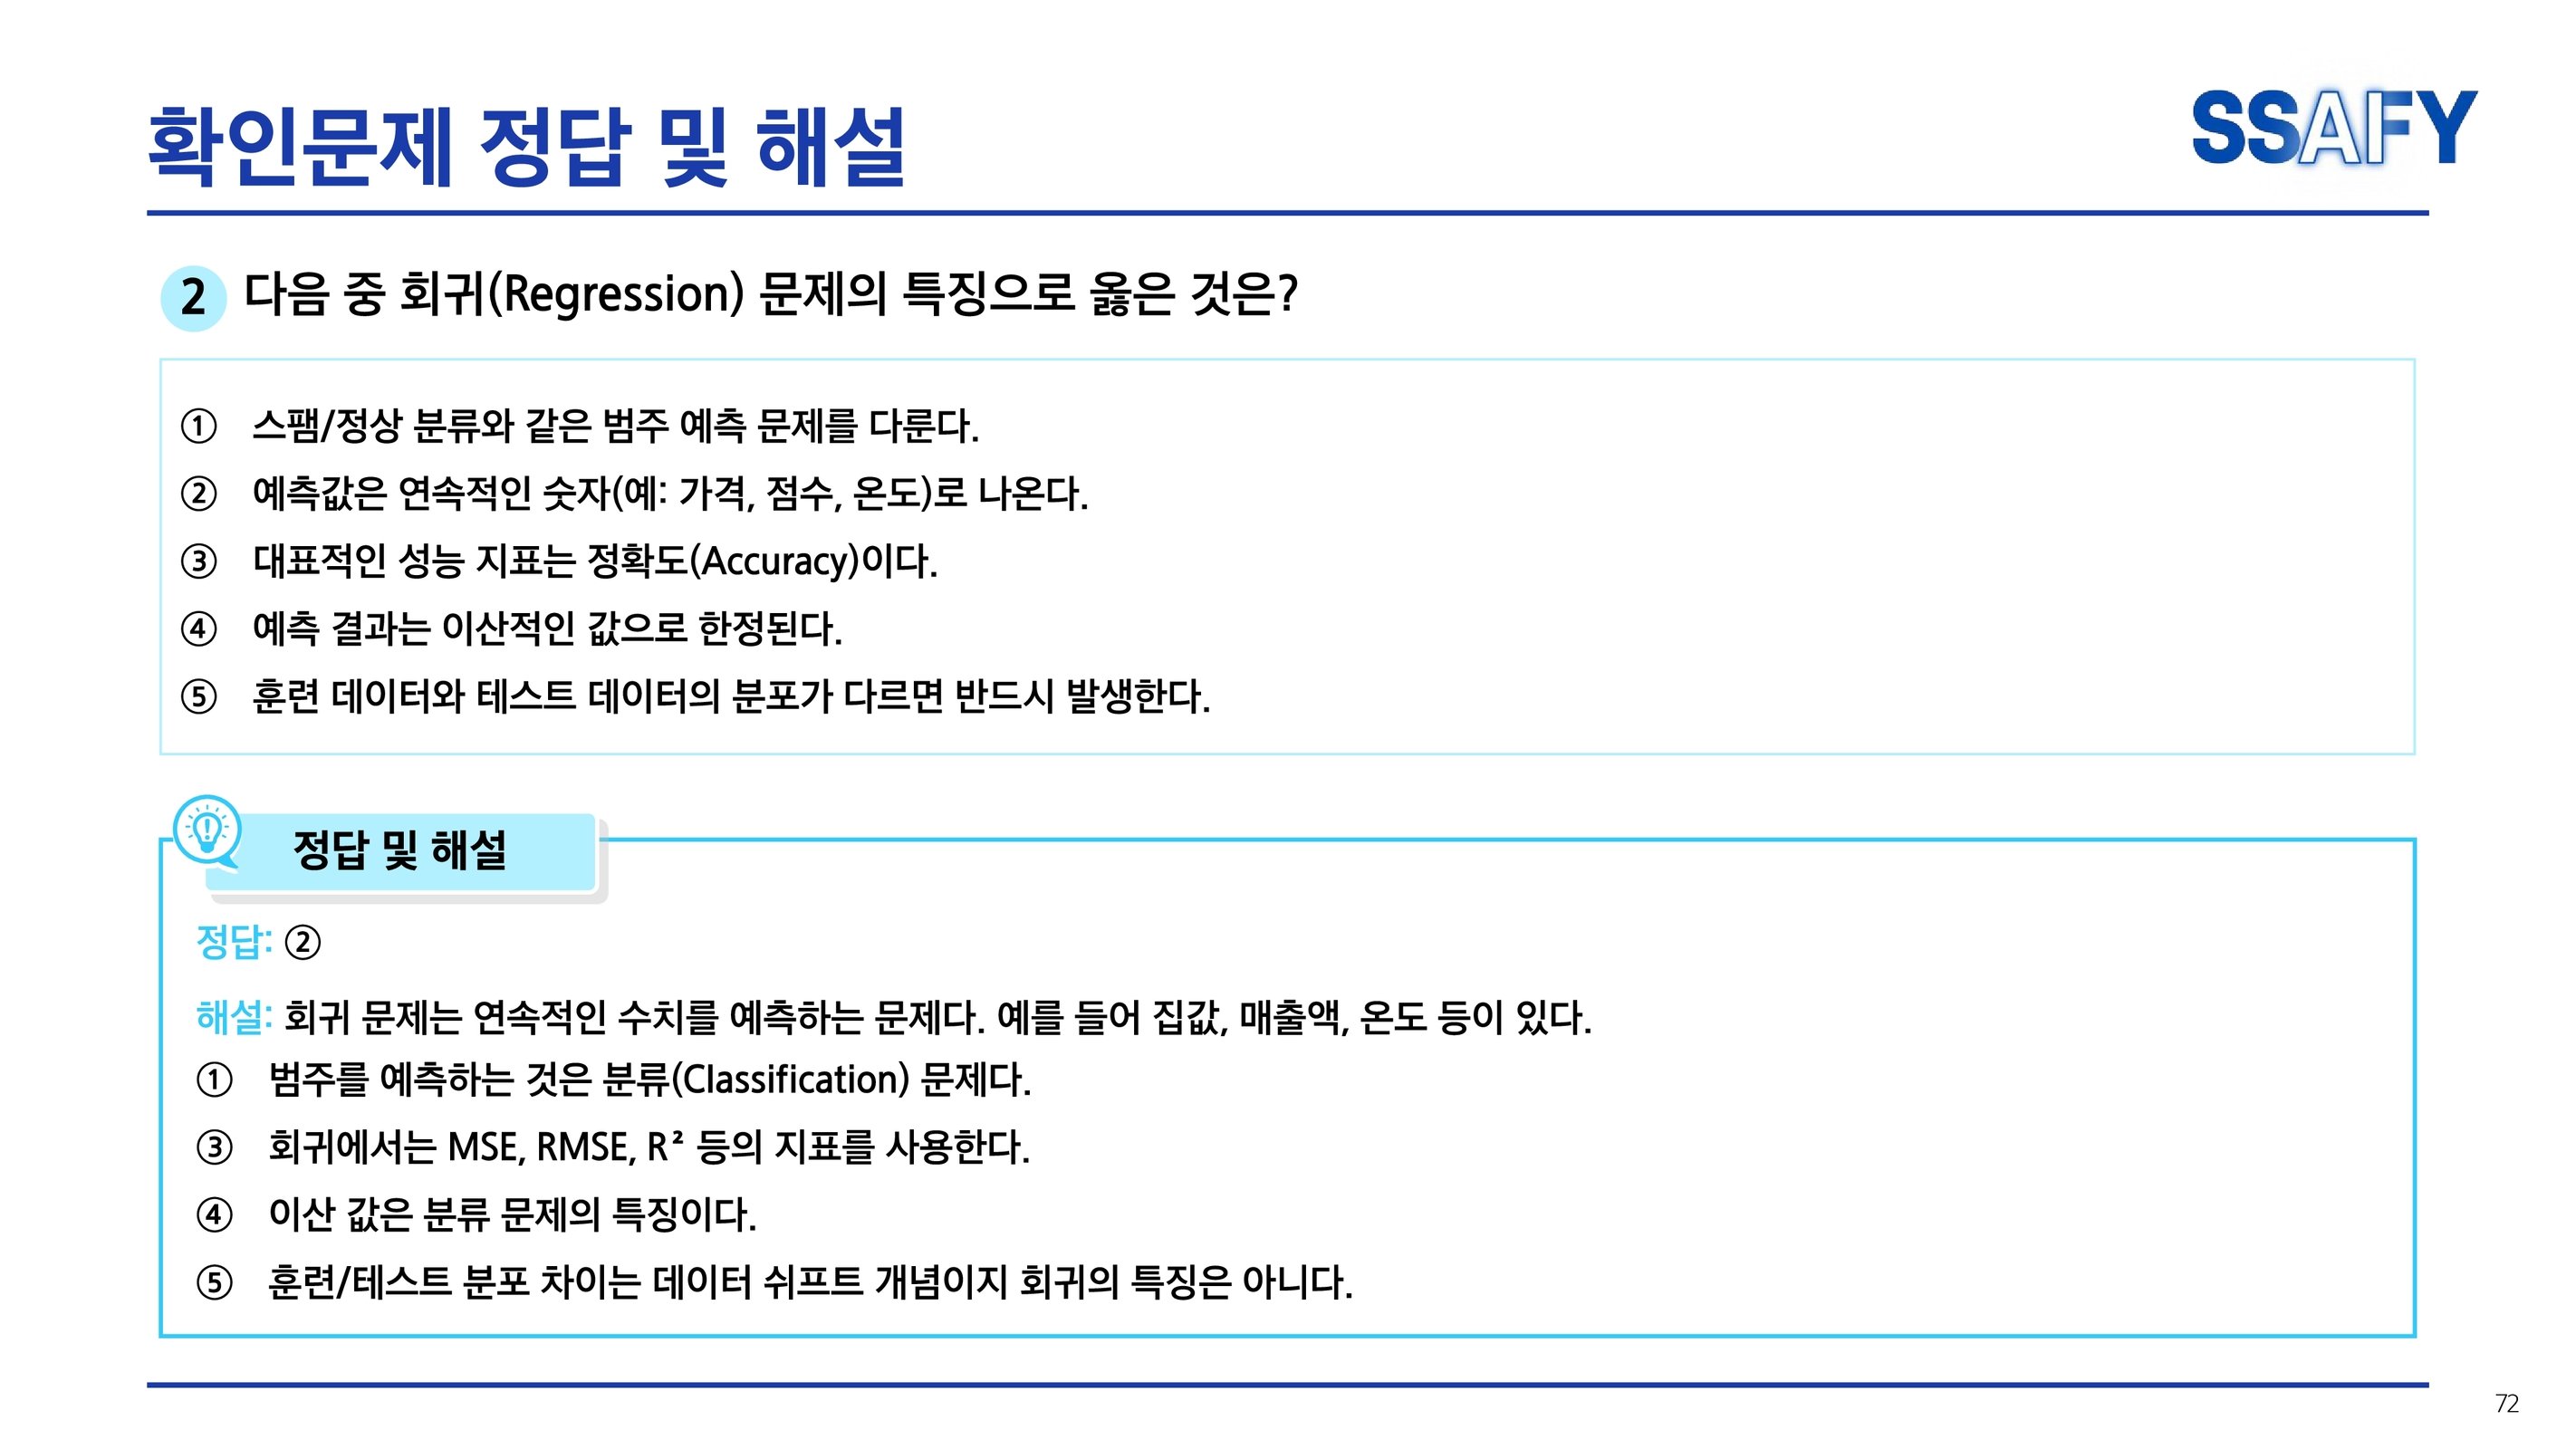 확인문제 정답 및 해설
SSAFY
2 다음 중 회귀(Regression) 문제의 특징으로 옳은 것은?
① 스팸/정상 분류와 같은 범주 예측 문제를 다룬다.
② 예측값은 연속적인 숫자(예: 가격, 점수, 온도)로 나온다.
③ 대표적인 성능 지표는 정확도(Accuracy)이다.
④ 예측 결과는 이산적인 값으로 한정된다.
⑤ 훈련 데이터와 테스트 데이터의 분포가 다르면 반드시 발생한다.
정답 및 해설
정답: ②
해설: 회귀 문제는 연속적인 수치를 예측하는 문제다. 예를 들어 집값, 매출액, 온도 등이 있다.
① 범주를 예측하는 것은 분류(Classification) 문제다.
③ 회귀에서는 MSE, RMSE, R² 등의 지표를 사용한다.
④ 이산 값은 분류 문제의 특징이다.
⑤ 훈련/테스트 분포 차이는 데이터 쉬프트 개념이지 회귀의 특징은 아니다.
72